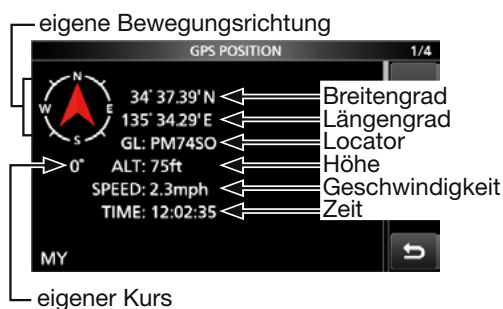 eigene Bewegungsrichtung
GPS POSITION 1/4
N
W E
S
34°37.39'N Breitengrad
135°34.29'E Längengrad
GL: PM74SO Locator
0° ALT: 75ft Höhe
SPEED: 2.3mph Geschwindigkeit
TIME: 12:02:35 Zeit
MY
eigener Kurs